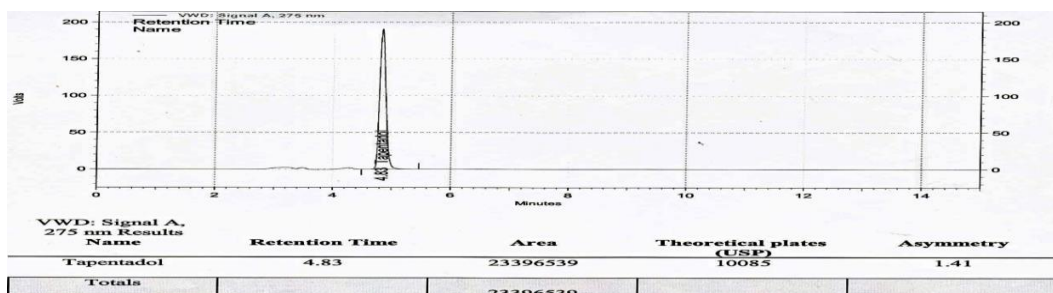 VWD: Signal A, 275 nm
Retention Time
Name
200
150
100
50
0
Volts
200
150
100
50
0
4.83 Tapentadol
0 2 4 6 8 10 12 14
Minutes
VWD: Signal A,
275 nm Results
Name Retention Time Area Theoretical plates (USP) Asymmetry
Tapentadol 4.83 23396539 10085 1.41
Totals
23396539